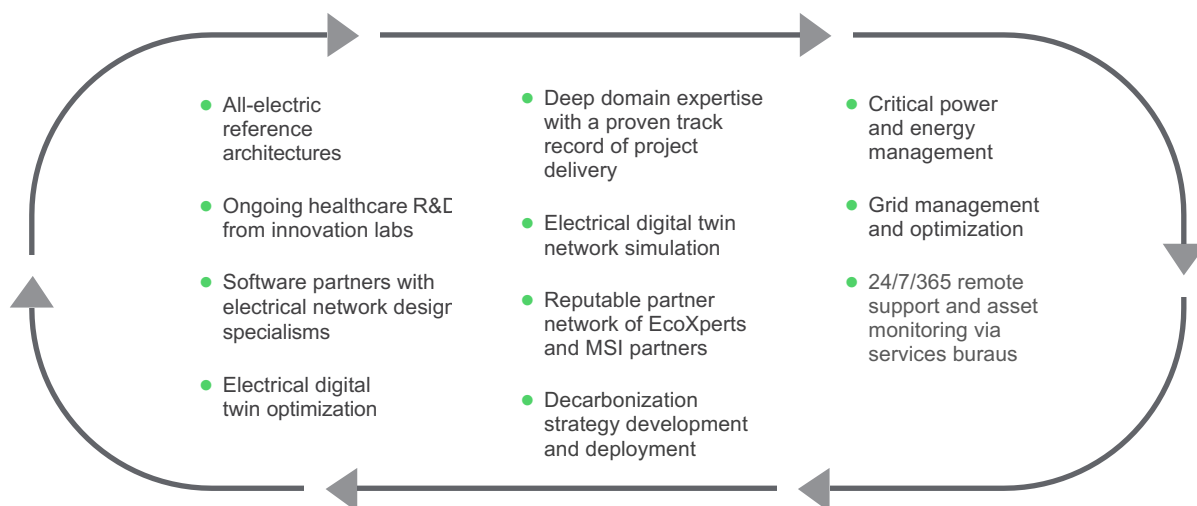 All-electric
reference
architectures
Ongoing healthcare R&D
from innovation labs
Software partners with
electrical network design
specialisms
Electrical digital
twin optimization
Deep domain expertise
with a proven track
record of project
delivery
Electrical digital twin
network simulation
Reputable partner
network of EcoXperts
and MSI partners
Decarbonization
strategy development
and deployment
Critical power
and energy
management
Grid management
and optimization
24/7/365 remote
support and asset
monitoring via
services buraus